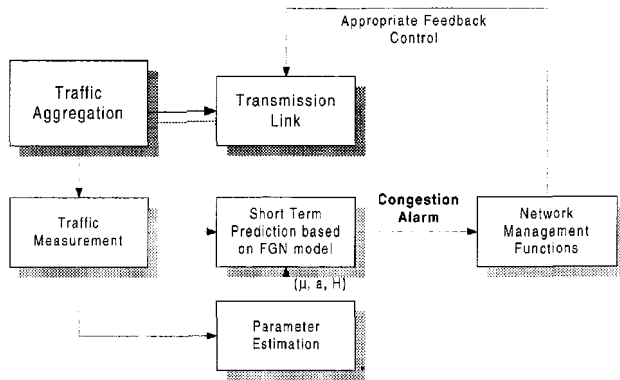 Appropriate Feedback
Control
Traffic
Aggregation
Transmission
Link
Traffic
Measurement
Short Term
Prediction based
on FGN model
Congestion
Alarm
Network
Management
Functions
(μ, a, H)
Parameter
Estimation